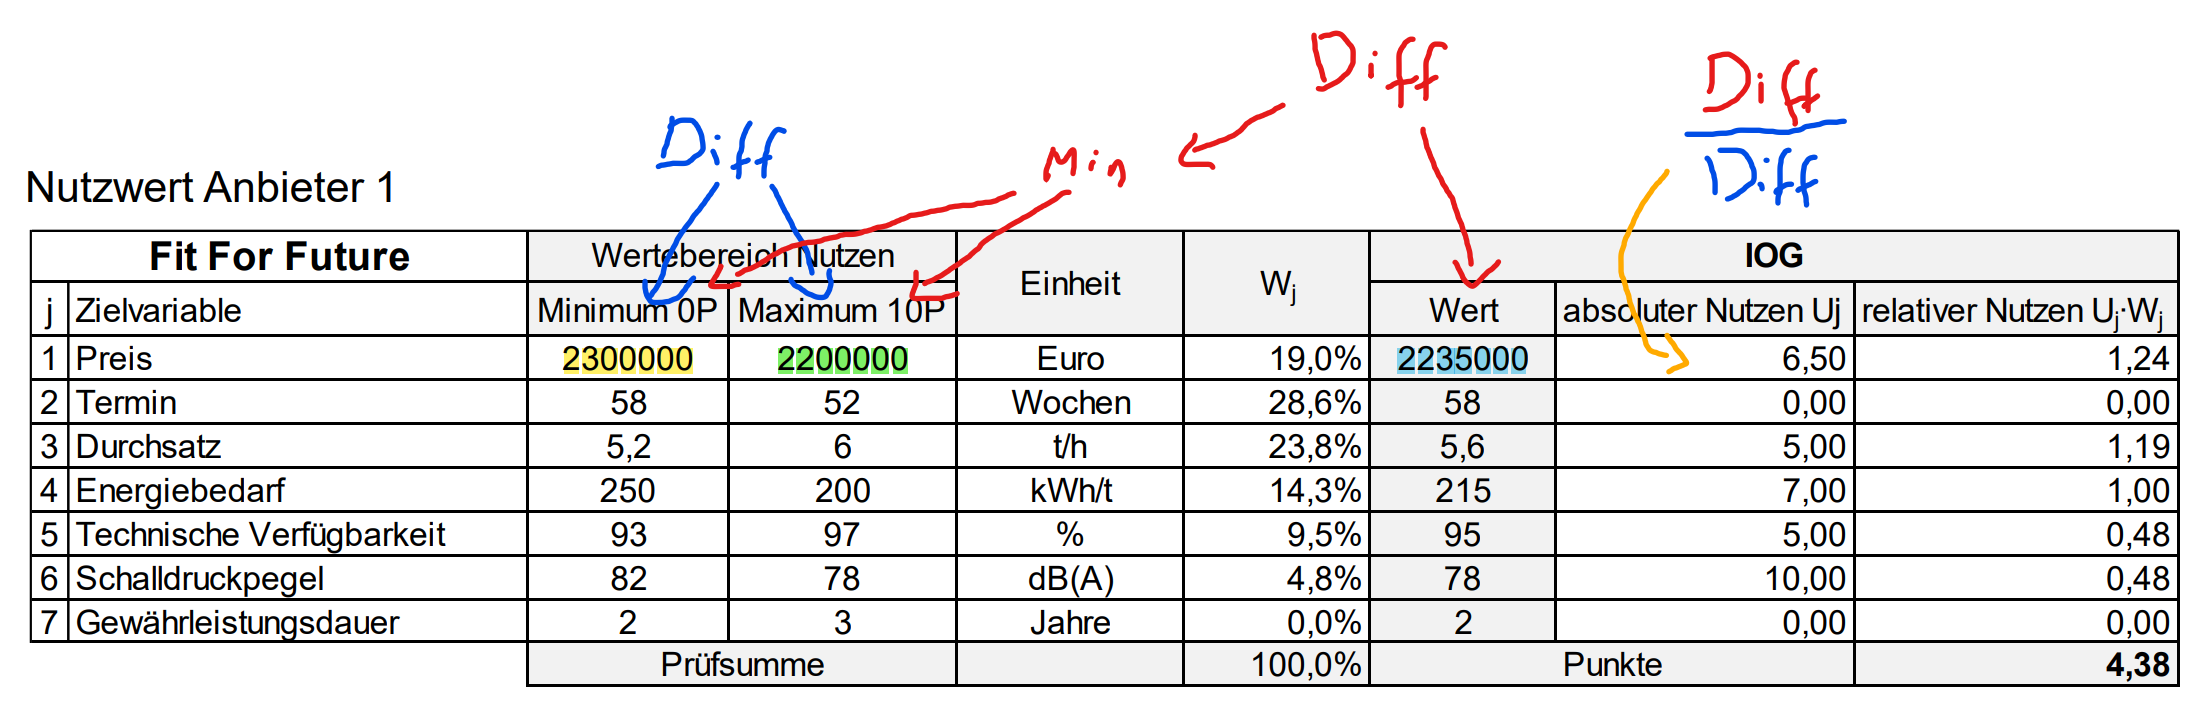 Diff
Diff
Diff
Diff
Min
Nutzwert Anbieter 1
Fit For Future Wertebereich Nutzen Einheit Wj IOG
j Zielvariable Minimum 0P Maximum 10P Wert absoluter Nutzen Uj relativer Nutzen Uj·Wj
1 Preis 2300000 2200000 Euro 19,0% 2235000 6,50 1,24
2 Termin 58 52 Wochen 28,6% 58 0,00 0,00
3 Durchsatz 5,2 6 t/h 23,8% 5,6 5,00 1,19
4 Energiebedarf 250 200 kWh/t 14,3% 215 7,00 1,00
5 Technische Verfügbarkeit 93 97 % 9,5% 95 5,00 0,48
6 Schalldruckpegel 82 78 dB(A) 4,8% 78 10,00 0,48
7 Gewährleistungsdauer 2 3 Jahre 0,0% 2 0,00 0,00
Prüfsumme 100,0% Punkte 4,38